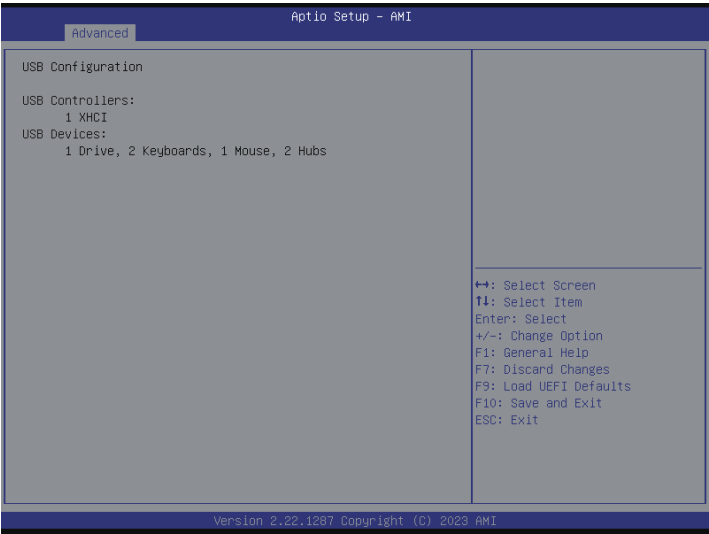 Aptio Setup – AMI
Advanced
USB Configuration
USB Controllers:
1 XHCI
USB Devices:
1 Drive, 2 Keyboards, 1 Mouse, 2 Hubs
↔: Select Screen
↑↓: Select Item
Enter: Select
+/-: Change Option
F1: General Help
F7: Discard Changes
F9: Load UEFI Defaults
F10: Save and Exit
ESC: Exit
Version 2.22.1287 Copyright (C) 2023 AMI